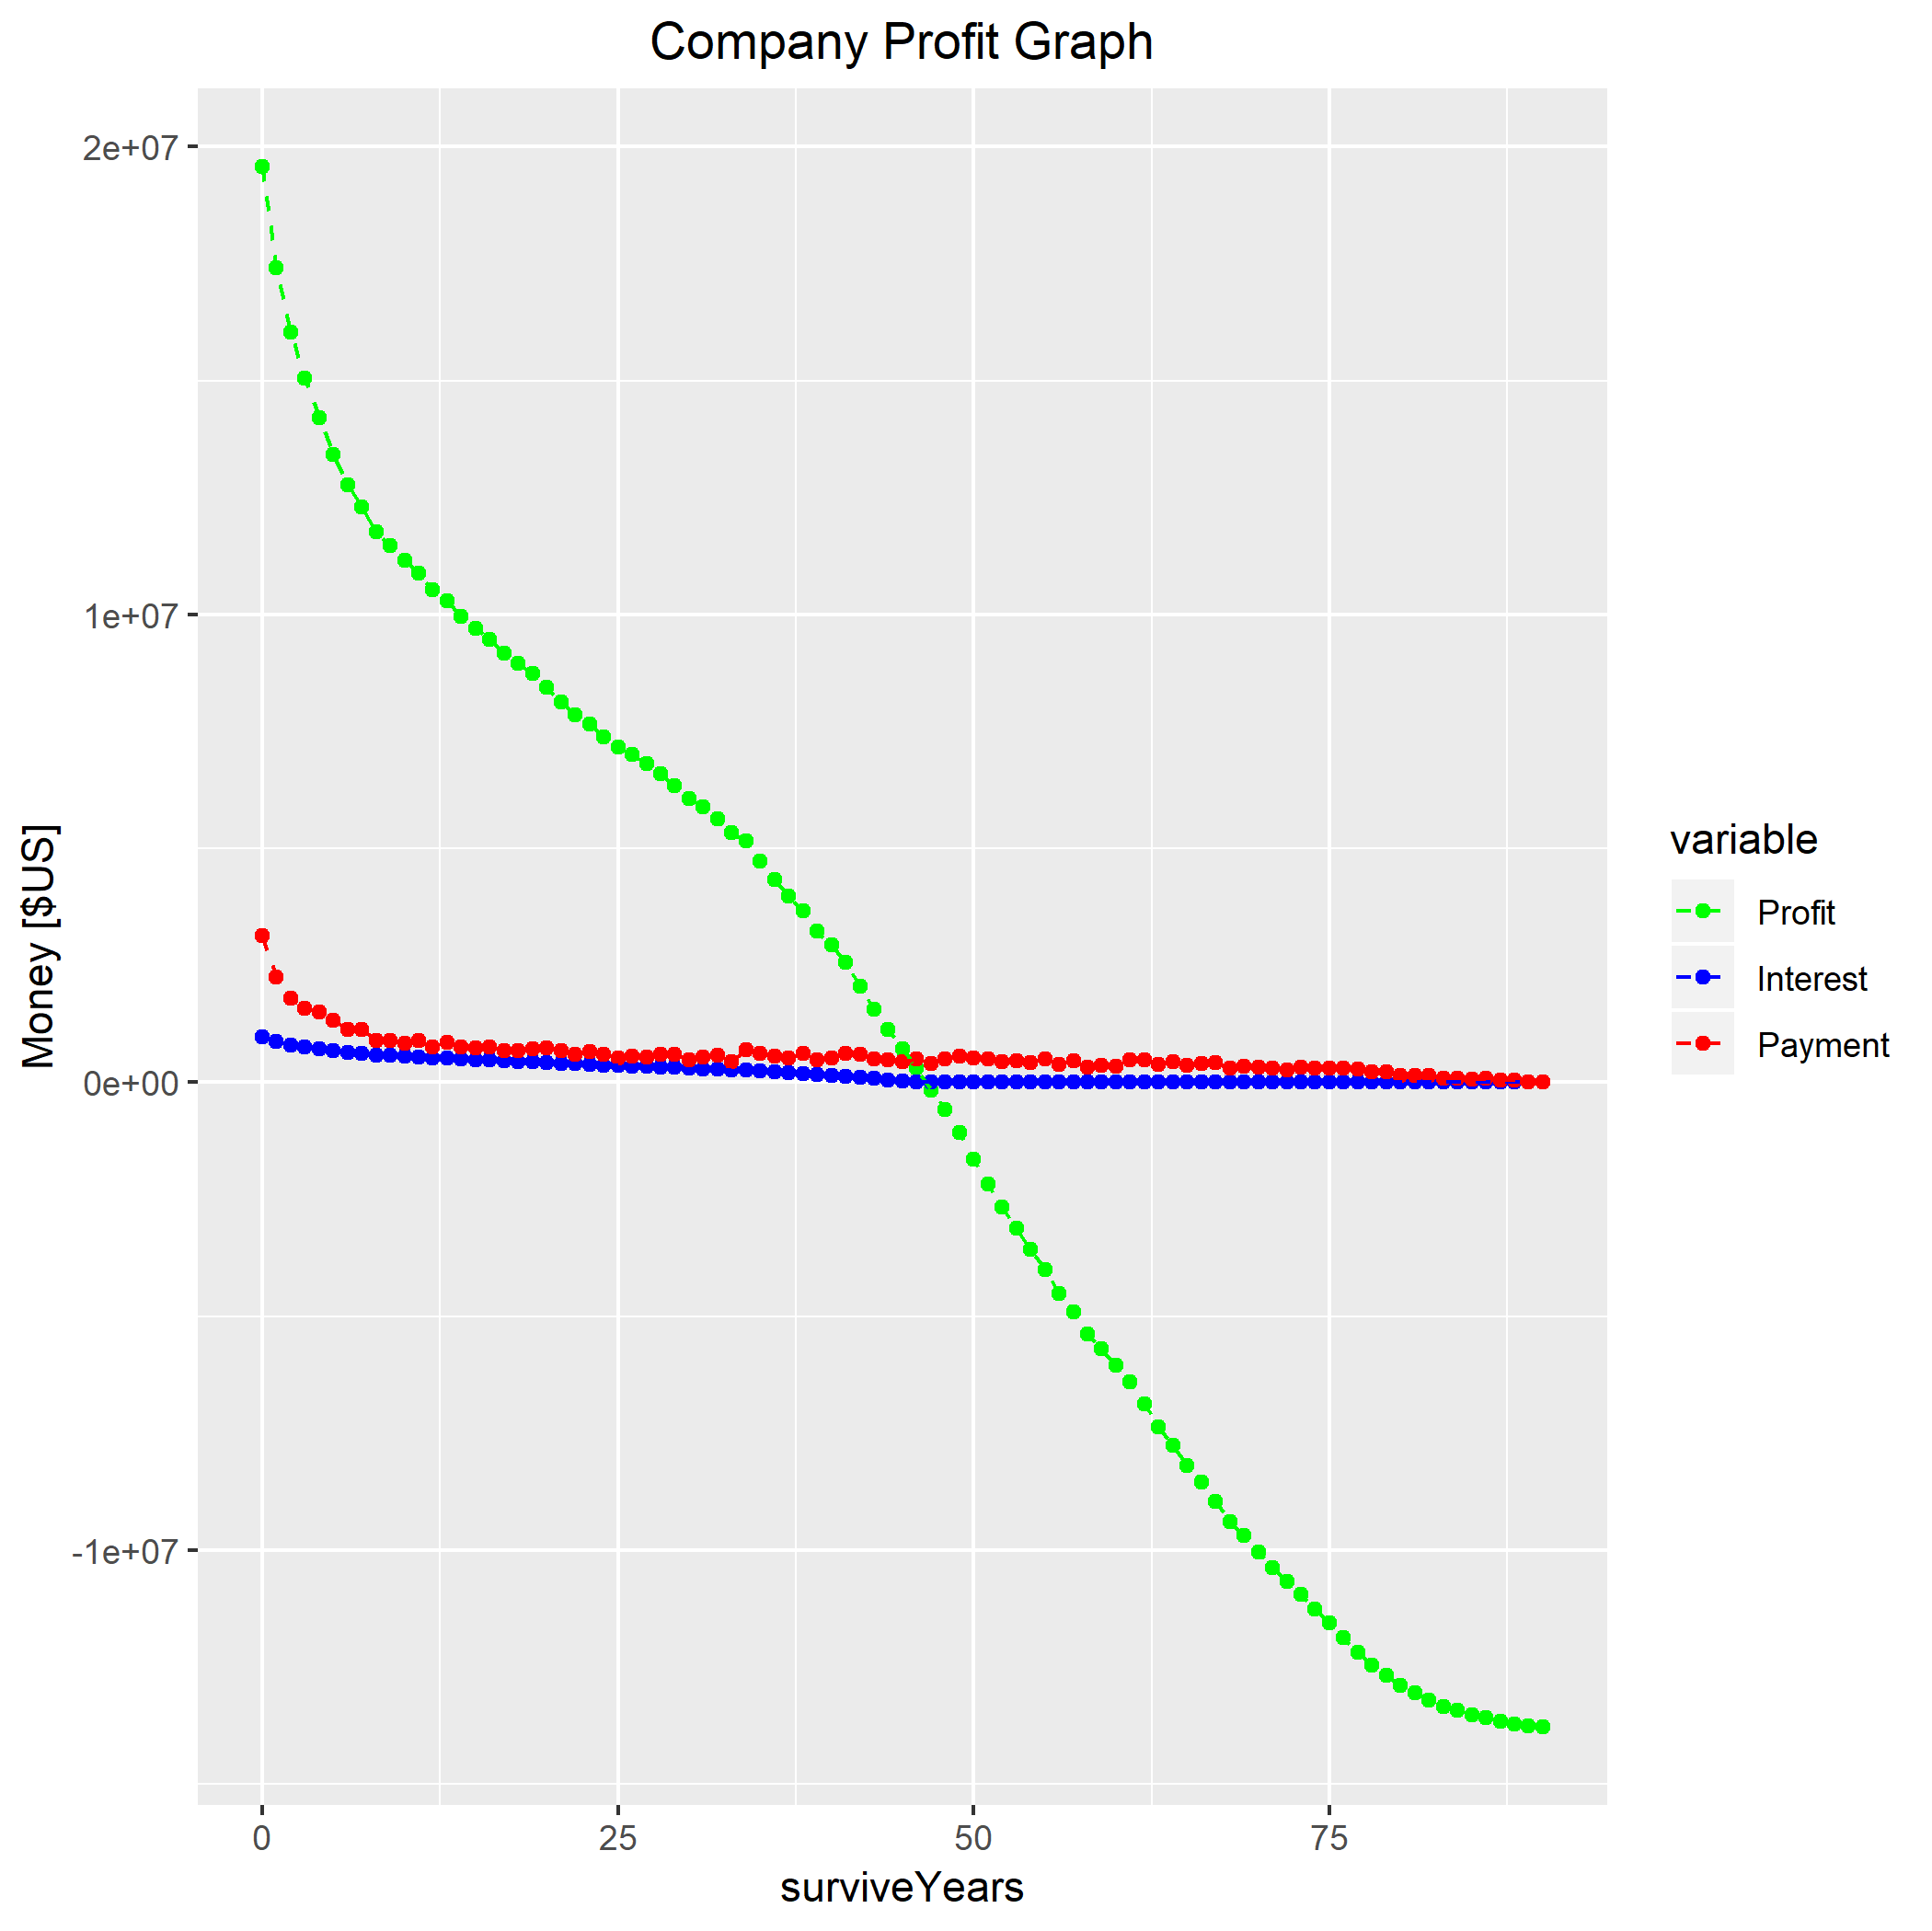 Company Profit Graph
Money [$US]
2e+07
1e+07
0e+00
-1e+07
0 25 50 75
surviveYears
variable
Profit
Interest
Payment